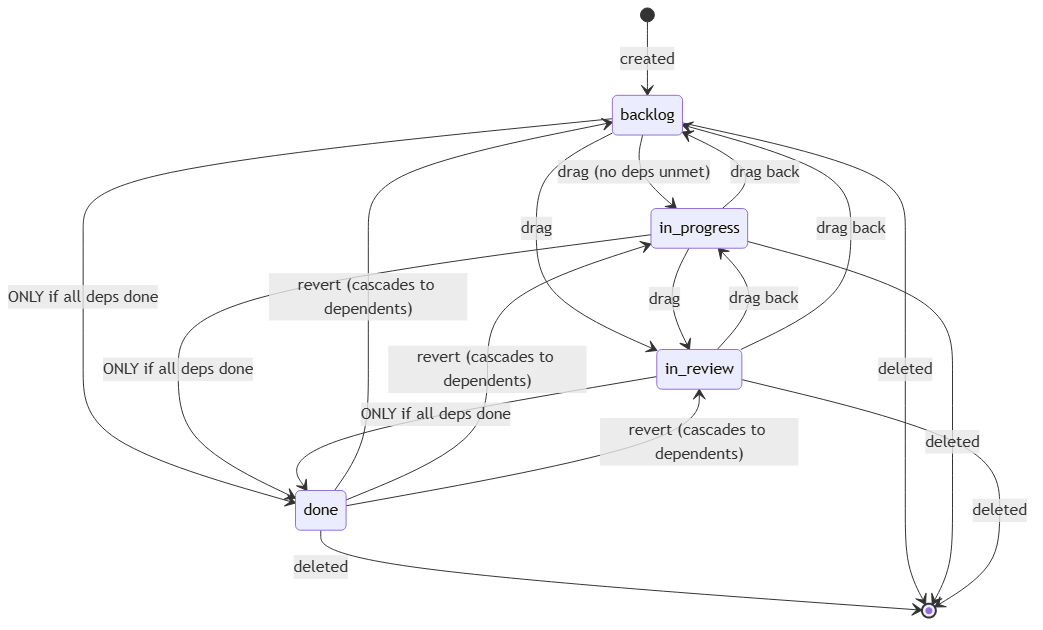 created
backlog
drag (no deps unmet)
drag back
drag
drag back
in_progress
ONLY if all deps done
revert (cascades to
dependents)
drag
drag back
ONLY if all deps done
revert (cascades to
dependents)
in_review
deleted
ONLY if all deps done
revert (cascades to
dependents)
deleted
done
deleted
deleted